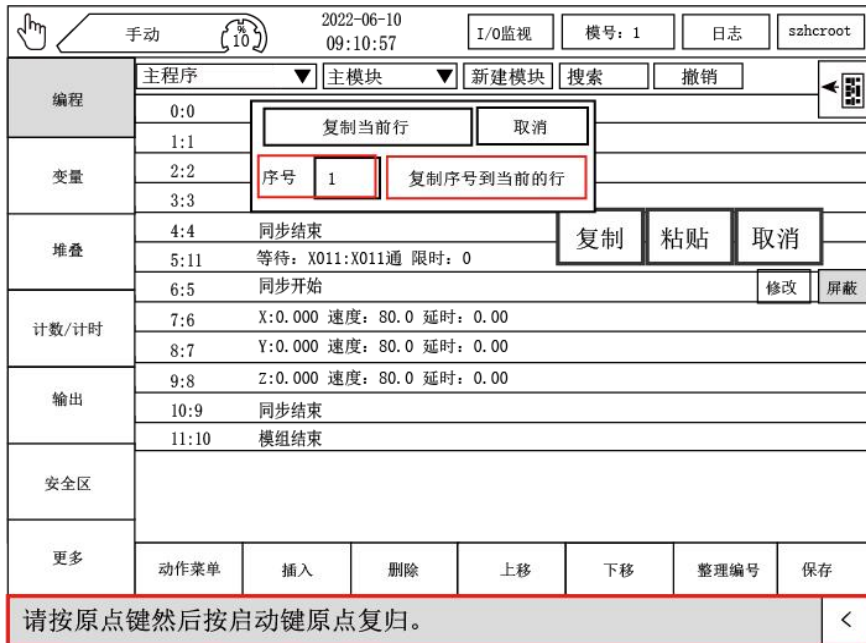 手动
10%
2022-06-10
09:10:57
I/O监视
模号：1
日志
szhcroot
编程
变量
堆叠
计数/计时
输出
安全区
更多
主程序 ▼
主模块 ▼
新建模块
搜索
撤销
0:0
1:1
2:2
3:3
4:4 同步结束
5:11 等待：X011:X011通 限时：0
6:5 同步开始
7:6 X:0.000 速度：80.0 延时：0.00
8:7 Y:0.000 速度：80.0 延时：0.00
9:8 Z:0.000 速度：80.0 延时：0.00
10:9 同步结束
11:10 模组结束
复制当前行
取消
序号 1
复制序号到当前的行
复制
粘贴
取消
修改
屏蔽
动作菜单
插入
删除
上移
下移
整理编号
保存
请按原点键然后按启动键原点复归。
<